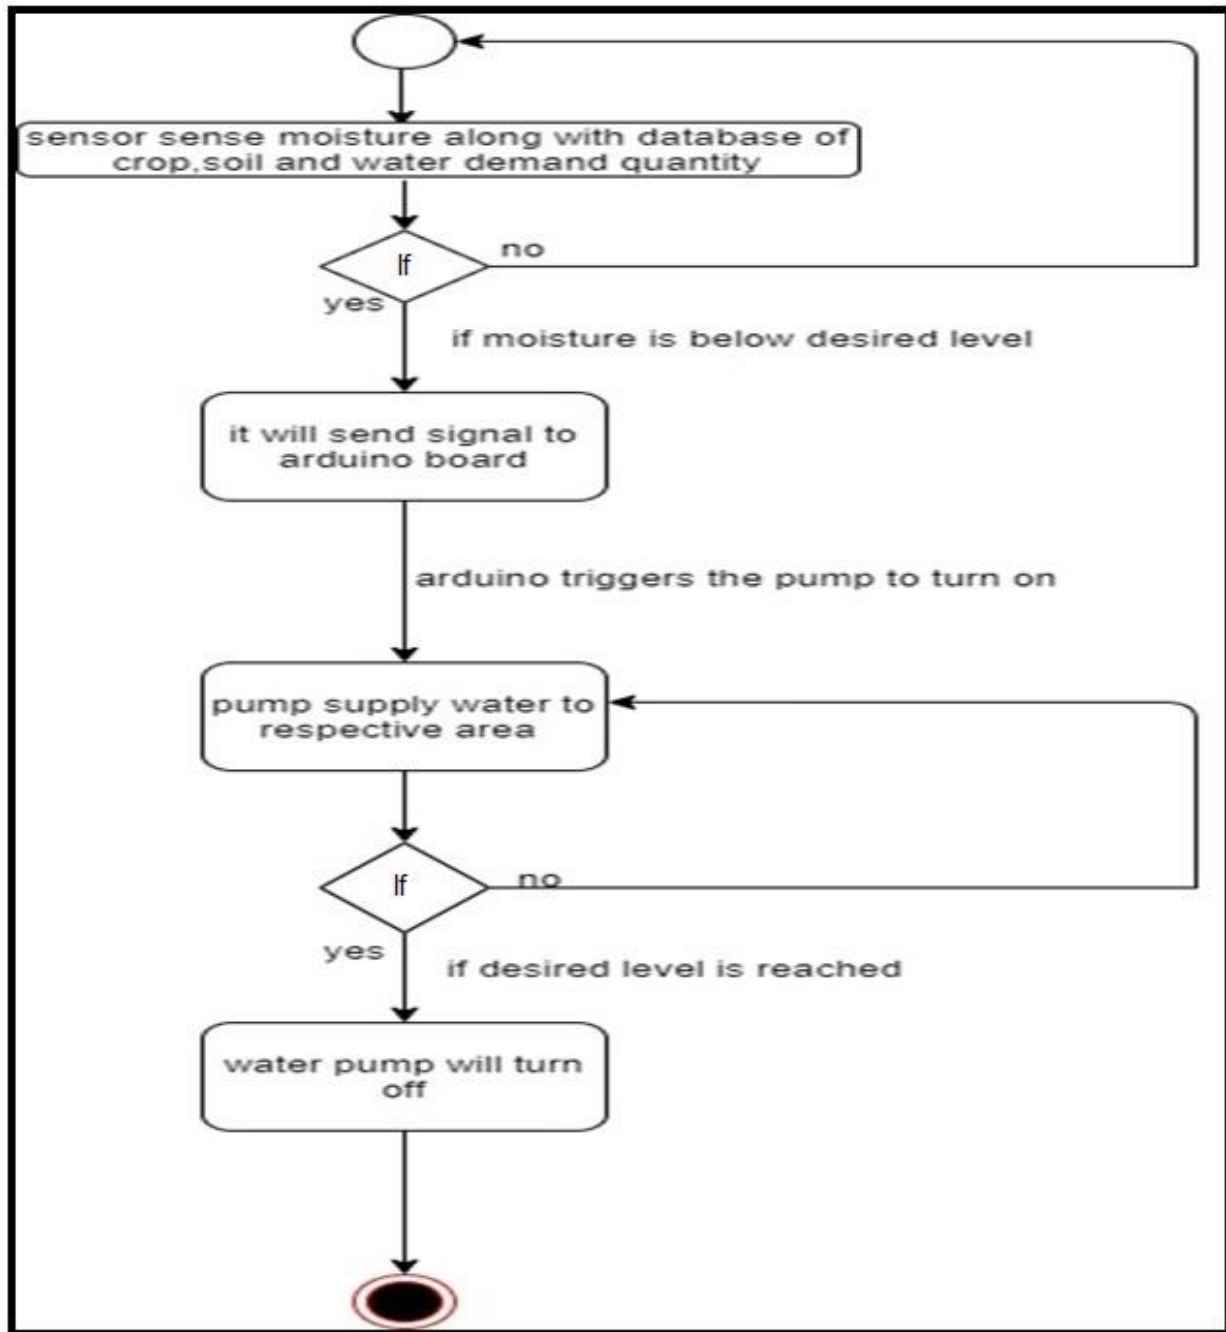 sensor sense moisture along with database of
crop,soil and water demand quantity
If
no
yes
if moisture is below desired level
it will send signal to
arduino board
arduino triggers the pump to turn on
pump supply water to
respective area
If
no
yes
if desired level is reached
water pump will turn
off